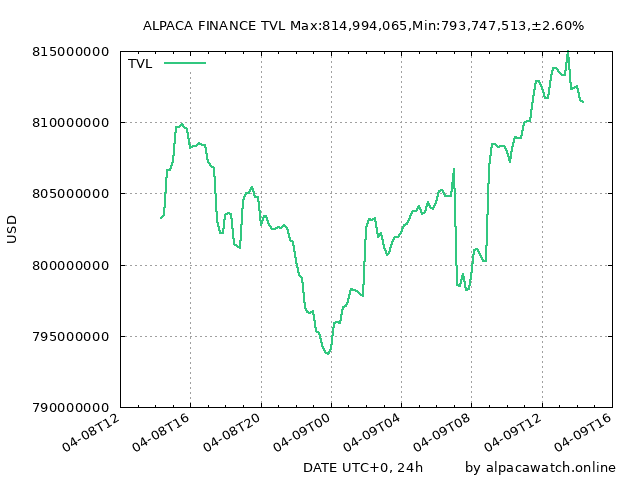 ALPACA FINANCE TVL Max:814,994,065,Min:793,747,513,±2.60%
TVL
815000000
810000000
805000000
800000000
795000000
790000000
USD
04-08T12
04-08T16
04-08T20
04-09T00
04-09T04
04-09T08
04-09T12
04-09T16
DATE UTC+0, 24h
by alpacawatch.online